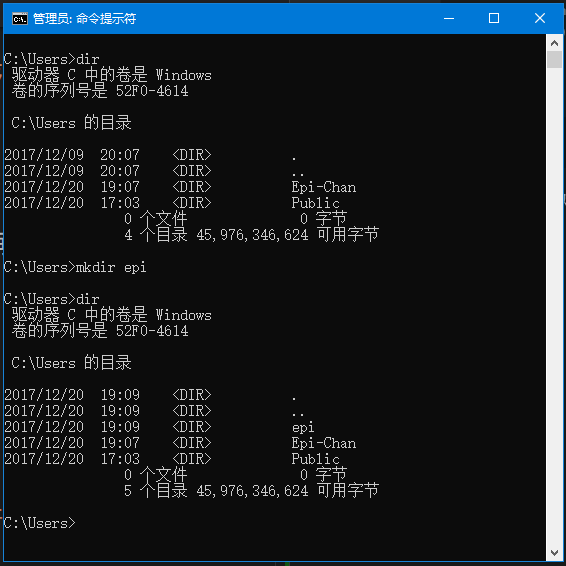 管理员: 命令提示符
C:\Users>dir
驱动器 C 中的卷是 Windows
卷的序列号是 52F0-4614
C:\Users 的目录
2017/12/09  20:07    <DIR>          .
2017/12/09  20:07    <DIR>          ..
2017/12/20  19:07    <DIR>          Epi-Chan
2017/12/20  17:03    <DIR>          Public
0 个文件              0 字节
4 个目录 45,976,346,624 可用字节
C:\Users>mkdir epi
C:\Users>dir
驱动器 C 中的卷是 Windows
卷的序列号是 52F0-4614
C:\Users 的目录
2017/12/20  19:09    <DIR>          .
2017/12/20  19:09    <DIR>          ..
2017/12/20  19:09    <DIR>          epi
2017/12/20  19:07    <DIR>          Epi-Chan
2017/12/20  17:03    <DIR>          Public
0 个文件              0 字节
5 个目录 45,976,346,624 可用字节
C:\Users>